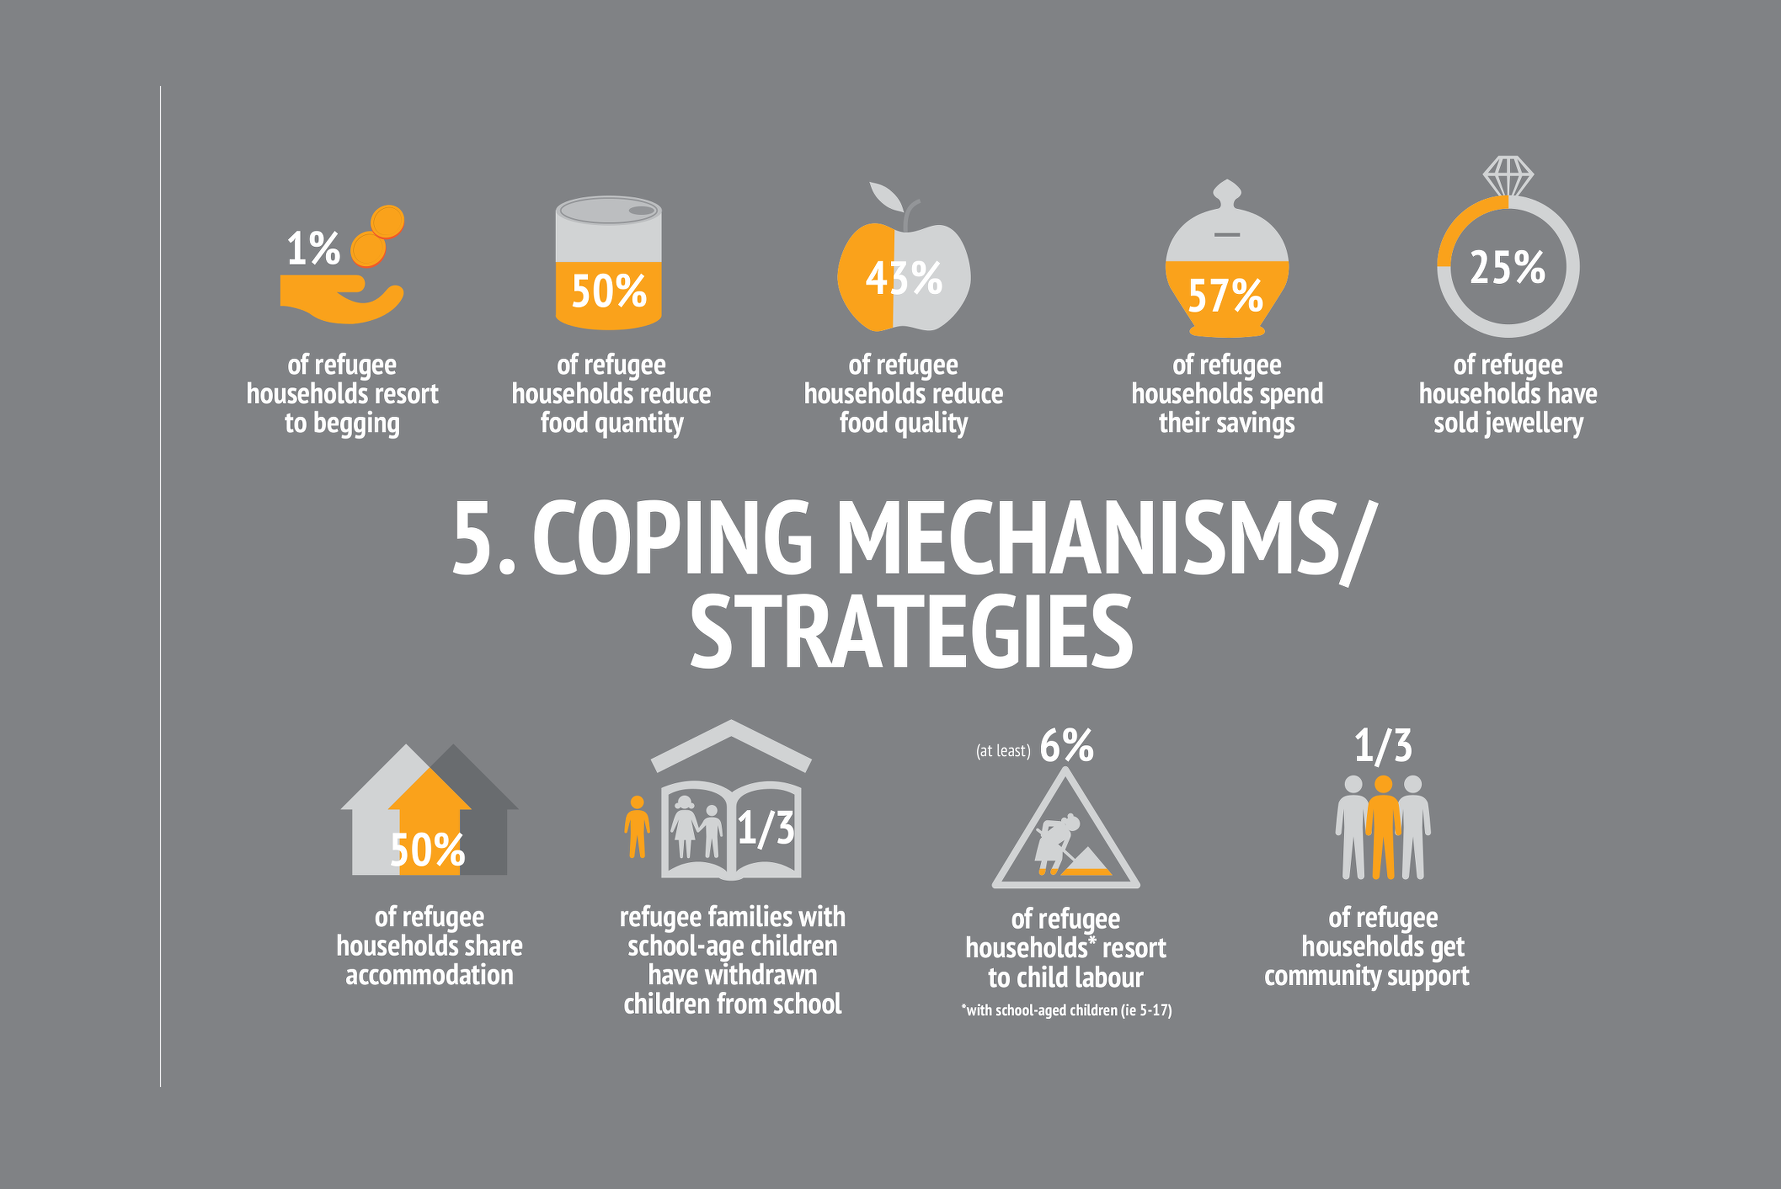 1%
of refugee
households resort
to begging
50%
of refugee
households reduce
food quantity
43%
of refugee
households reduce
food quality
57%
of refugee
households spend
their savings
25%
of refugee
households have
sold jewellery
5. COPING MECHANISMS/
STRATEGIES
50%
of refugee
households share
accommodation
1/3
refugee families with
school-age children
have withdrawn
children from school
(at least) 6%
of refugee
households* resort
to child labour
*with school-aged children (ie 5-17)
1/3
of refugee
households get
community support